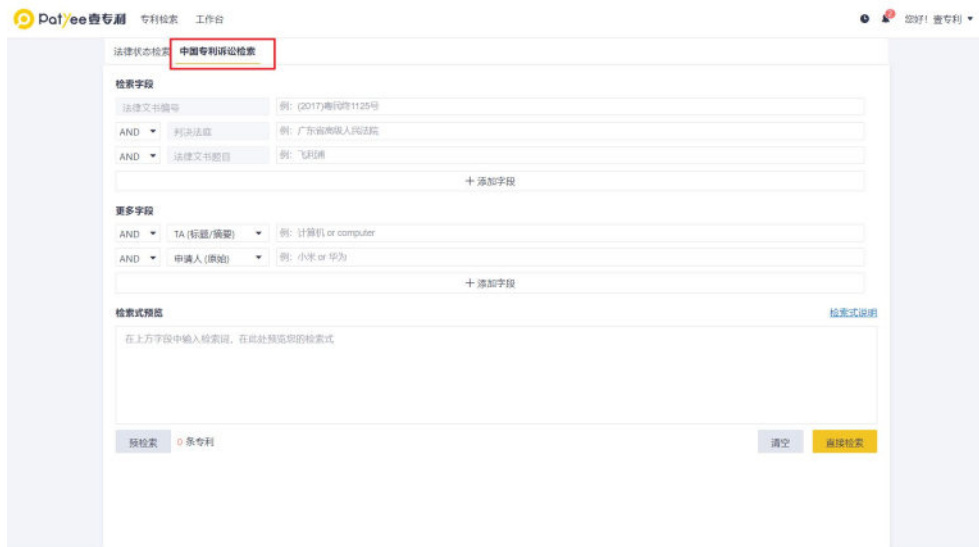 Patyee壹专利 专利检索 工作台 2 您好！壹专利
法律状态检索 中国专利诉讼检索
检索字段
法律文书编号 例：(2017)粤民终1125号
AND 判决法庭 例：广东省高级人民法院
AND 法律文书题目 例：飞利浦
＋添加字段
更多字段
AND TA (标题/摘要) 例：计算机 or computer
AND 申请人 (原始) 例：小米 or 华为
＋添加字段
检索式预览 检索式说明
在上方字段中输入检索词，在此处预览您的检索式
预检索 0 条专利 清空 直接检索